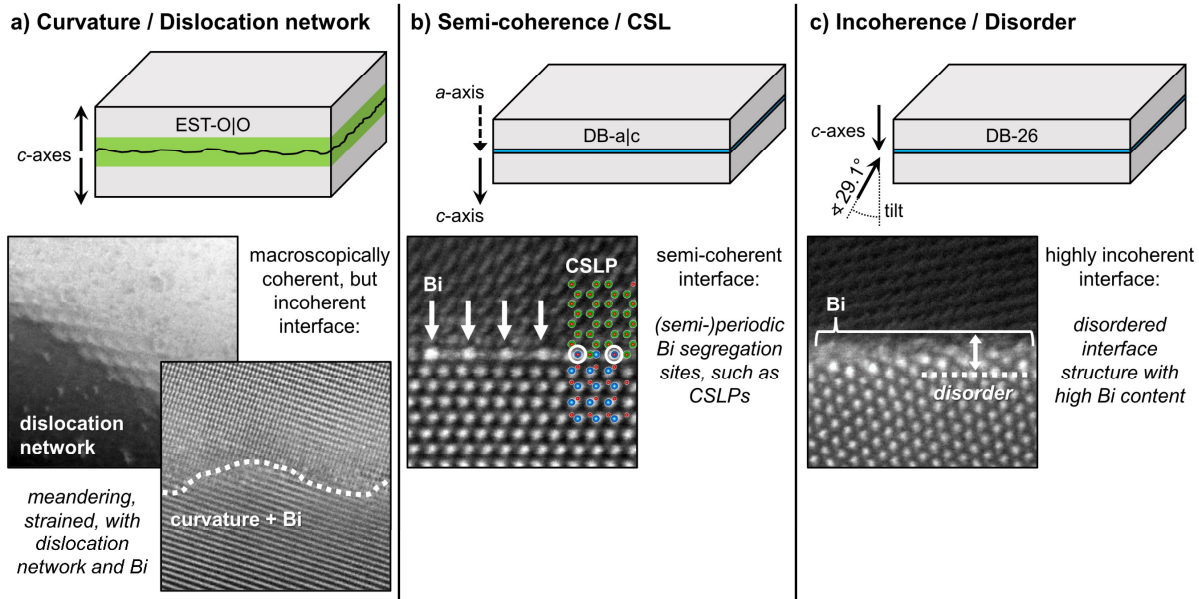 a) Curvature / Dislocation network
EST-O|O
c-axes
macroscopically
coherent, but
incoherent
interface:
dislocation
network
meandering,
strained, with
dislocation
network and Bi
curvature + Bi
b) Semi-coherence / CSL
a-axis
DB-a|c
c-axis
CSLP
Bi
semi-coherent
interface:
(semi-)periodic
Bi segregation
sites, such as
CSLPs
c) Incoherence / Disorder
c-axes
DB-26
∢29.1°
tilt
Bi
disorder
highly incoherent
interface:
disordered
interface
structure with
high Bi content